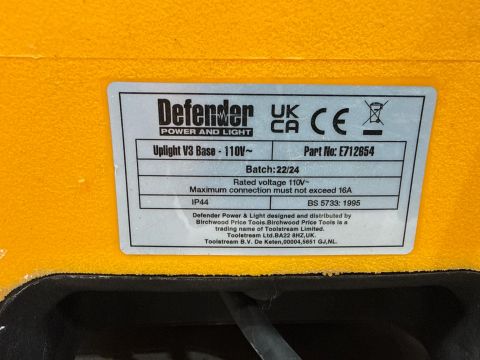 Defender
POWER AND LIGHT
UK
CA CE
Uplight V3 Base - 110V~ Part No: E712654
Batch: 22/24
Rated voltage 110V~
Maximum connection must not exceed 16A
IP44 BS 5733: 1995
Defender Power & Light designed and distributed by
Birchwood Price Tools.Birchwood Price Tools is a
trading name of Toolstream Limited.
Toolstream Ltd.BA22 8HZ,UK.
Toolstream B.V. De Keten,00004,5651 GJ,NL.